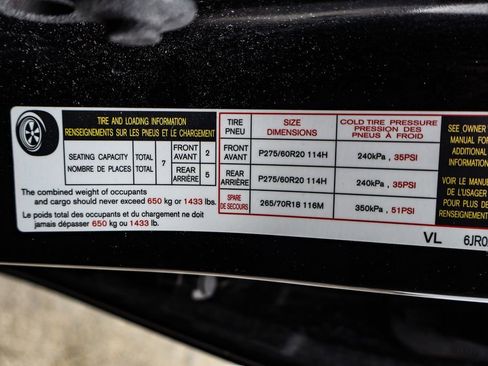 TIRE AND LOADING INFORMATION
RENSEIGNEMENTS SUR LES PNEUS ET LE CHARGEMENT
SEATING CAPACITY TOTAL 7 FRONT 2
AVANT
NOMBRE DE PLACES TOTAL REAR 5
ARRIÈRE
The combined weight of occupants
and cargo should never exceed 650 kg or 1433 lb.
Le poids total des occupants et du chargement ne doit
jamais dépasser 650 kg ou 1433 lb.
TIRE SIZE COLD TIRE PRESSURE
PNEU DIMENSIONS PRESSION DES
PNEUS À FROID
FRONT
AVANT P275/60R20 114H 240kPa, 35PSI
REAR
ARRIÈRE P275/60R20 114H 240kPa, 35PSI
SPARE
DE SECOURS 265/70R18 116M 350kPa, 51PSI
SEE OWNER
MANUAL FOR
ADDITIONAL
INFORMATION
VOIR LE
DE L'USAGER
POUR PLUS DE
VL 6JR0